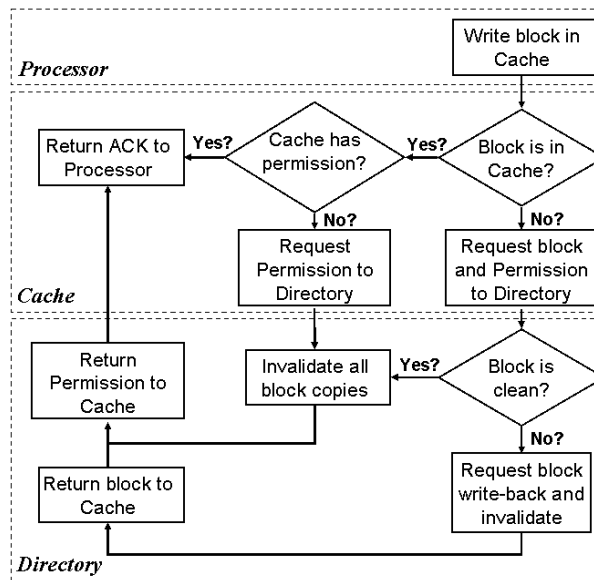 Write block in
Cache
Processor
Return ACK to
Processor
Yes?
Cache has
permission?
Yes?
Block is in
Cache?
No?
No?
Request
Permission to
Directory
Request block
and Permission
to Directory
Cache
Return
Permission to
Cache
Invalidate all
block copies
Yes?
Block is
clean?
No?
Return block to
Cache
Request block
write-back and
invalidate
Directory